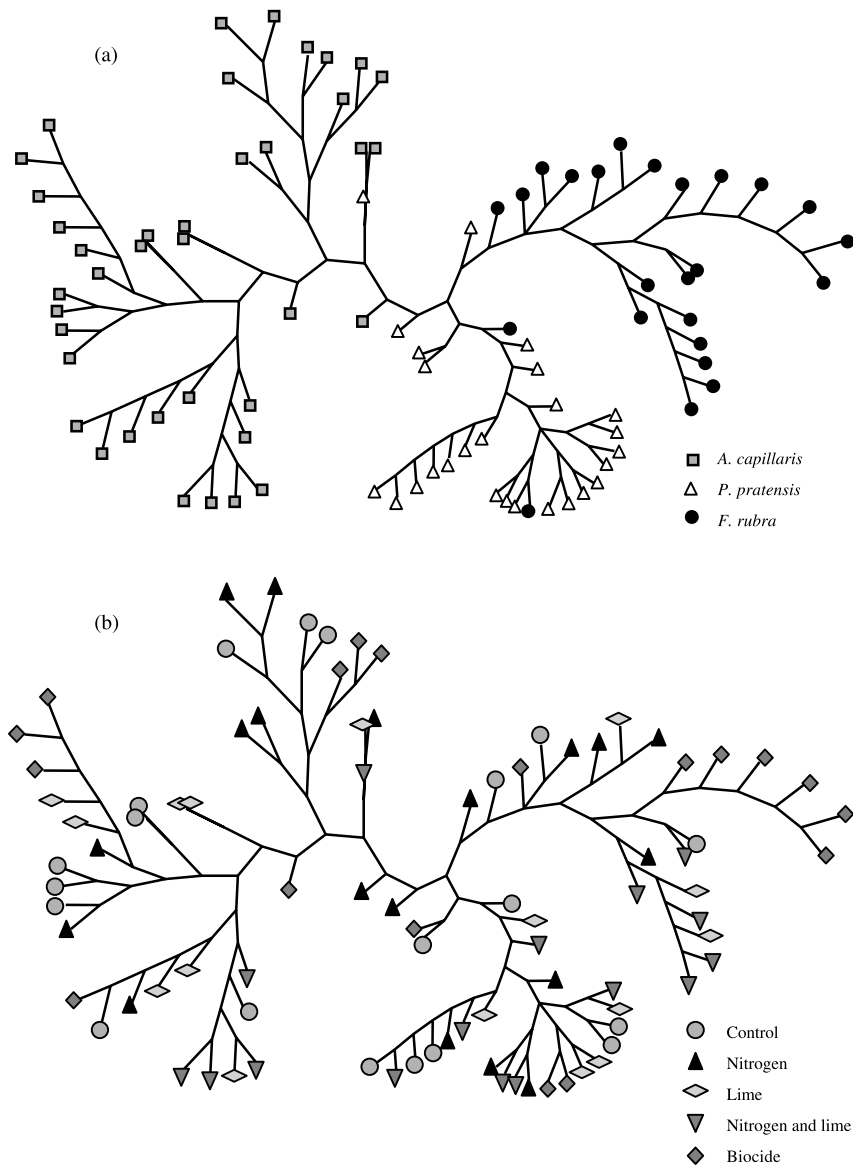 (a)
A. capillaris
P. pratensis
F. rubra
(b)
Control
Nitrogen
Lime
Nitrogen and lime
Biocide